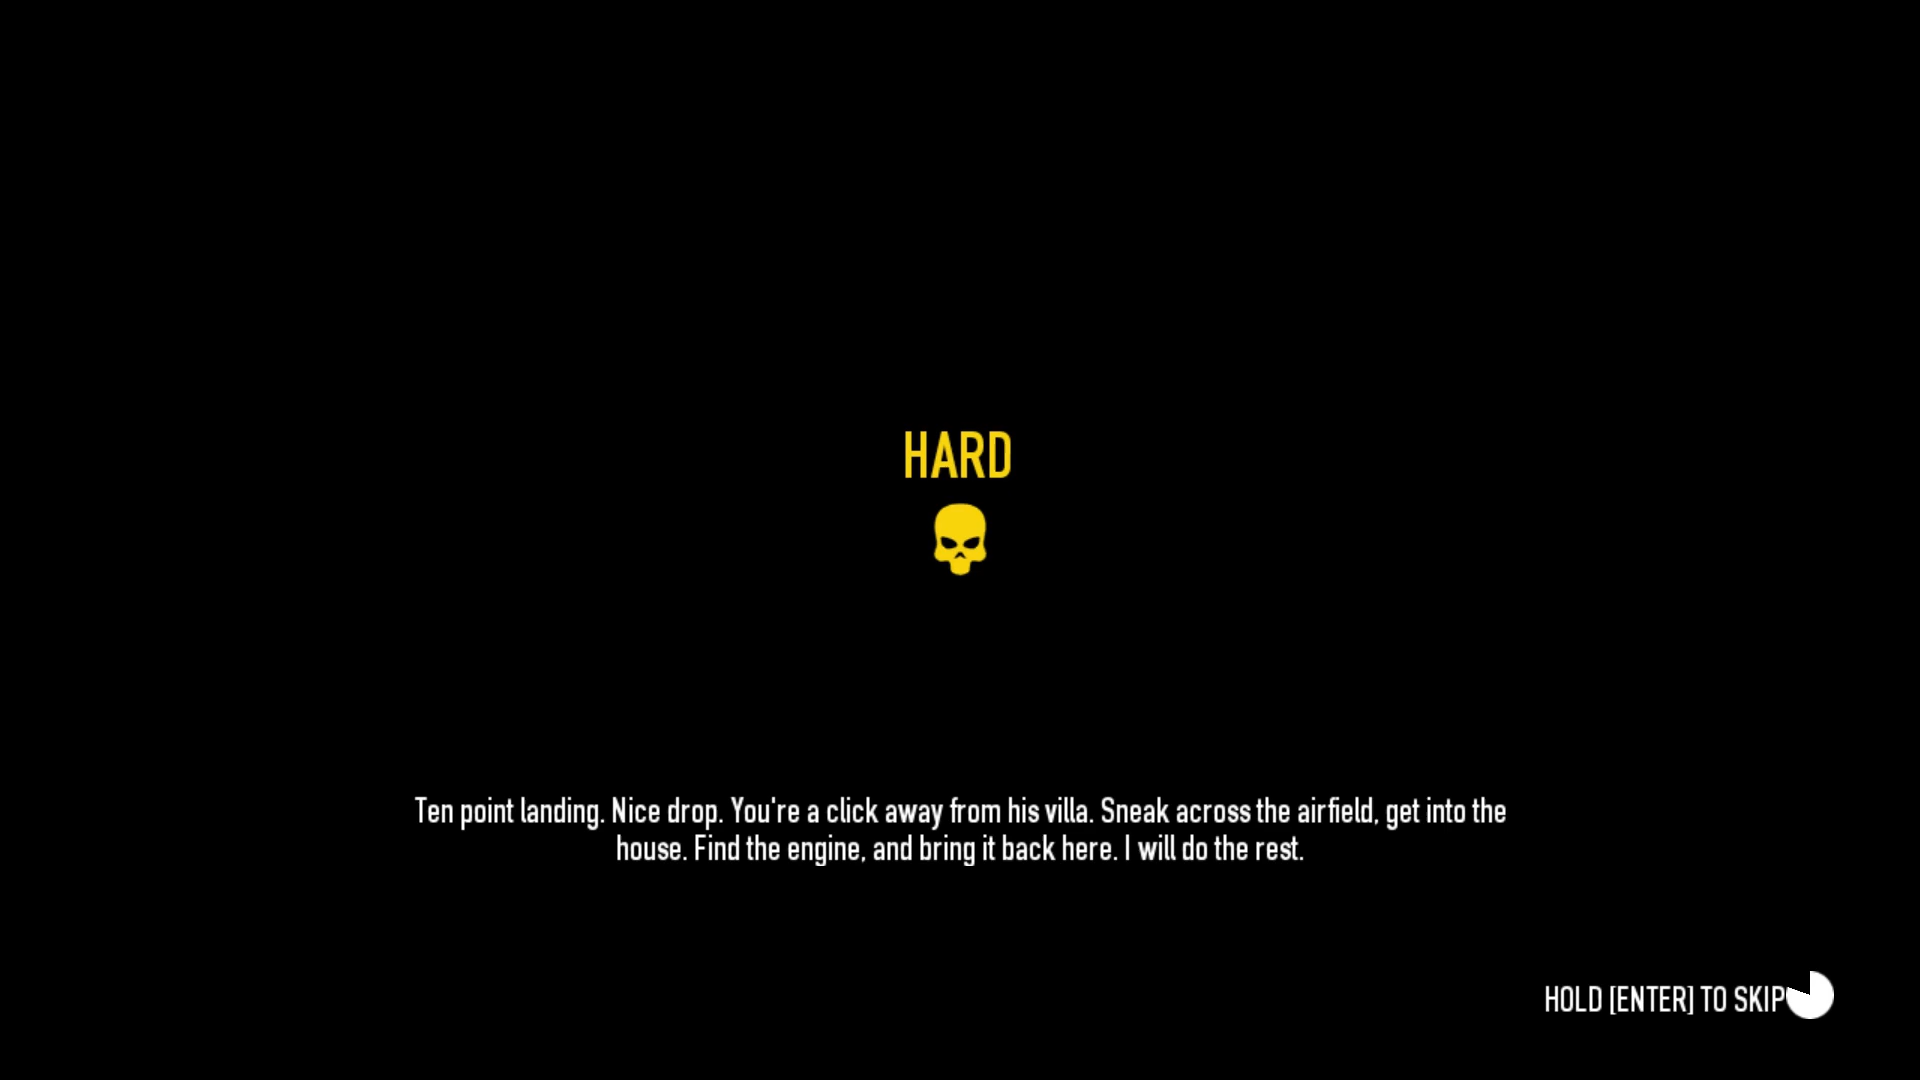 HARD
Ten point landing. Nice drop. You're a click away from his villa. Sneak across the airfield, get into the
house. Find the engine, and bring it back here. I will do the rest.
HOLD [ENTER] TO SKIP